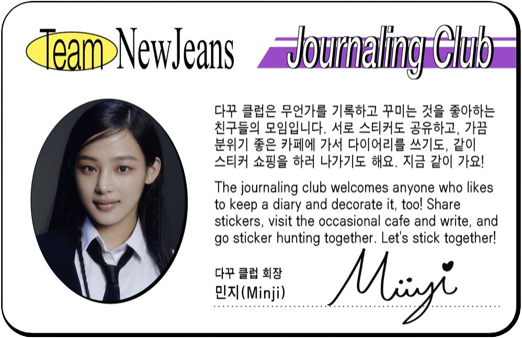 Team NewJeans
Journaling Club
다꾸 클럽은 무언가를 기록하고 꾸미는 것을 좋아하는
친구들의 모임입니다. 서로 스티커도 공유하고, 가끔
분위기 좋은 카페에 가서 다이어리를 쓰기도, 같이
스티커 쇼핑을 하러 나가기도 해요. 지금 같이 가요!
The journaling club welcomes anyone who likes
to keep a diary and decorate it, too! Share
stickers, visit the occasional cafe and write, and
go sticker hunting together. Let's stick together!
다꾸 클럽 회장
민지(Minji)
Minji